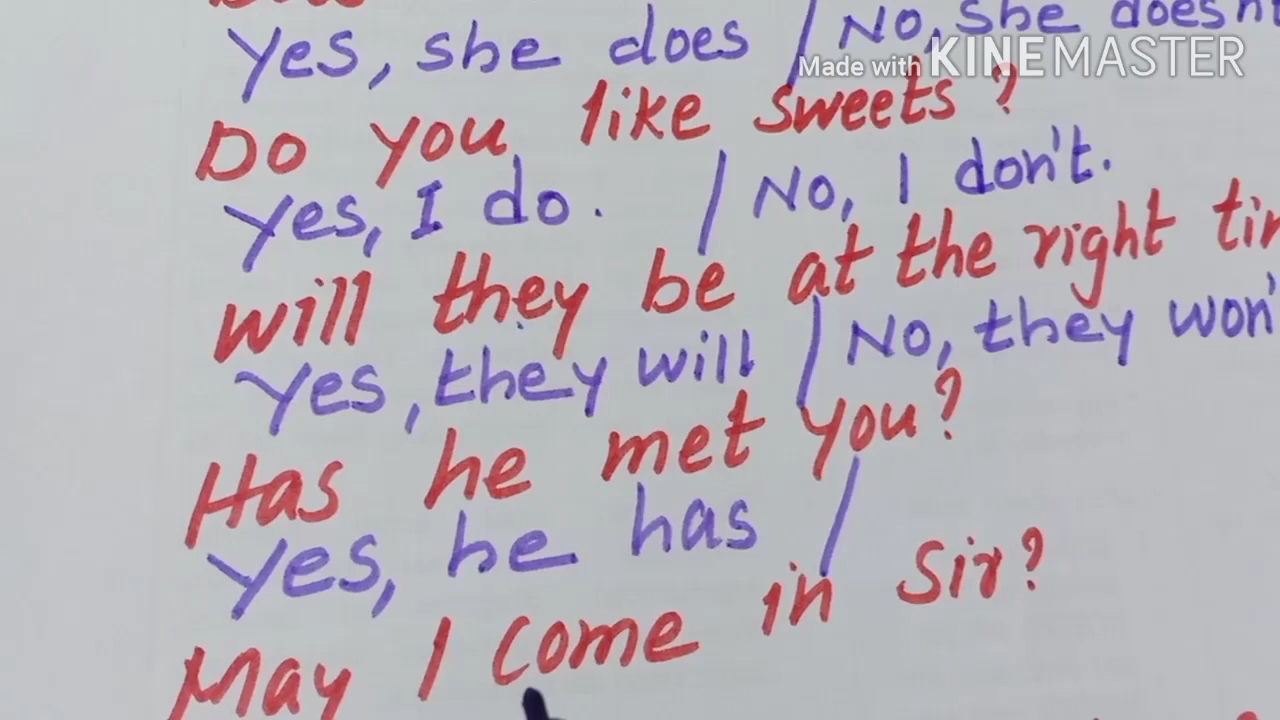 Yes, she does / No, she doesn
Made with KINEMASTER
Do you like sweets?
Yes, I do. / No, I don't.
will they be at the right
Yes, they will / No, they won'
Has he met you?
Yes, he has /
May I come in Sir?